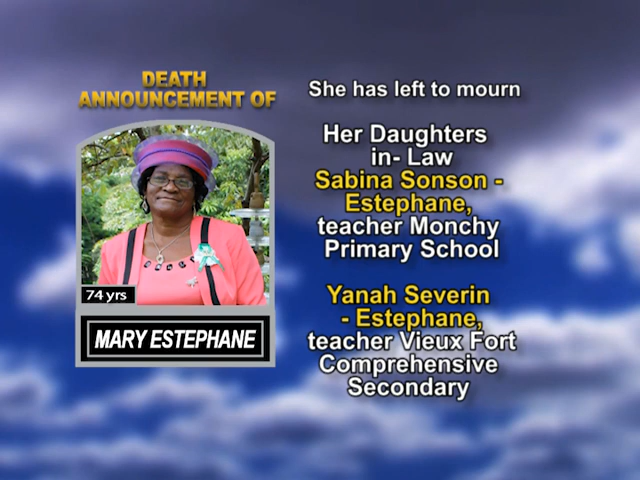 DEATH
ANNOUNCEMENT OF
74 yrs
MARY ESTEPHANE
She has left to mourn
Her Daughters
in- Law
Sabina Sonson -
Estephane,
teacher Monchy
Primary School
Yanah Severin
- Estephane,
teacher Vieux Fort
Comprehensive
Secondary